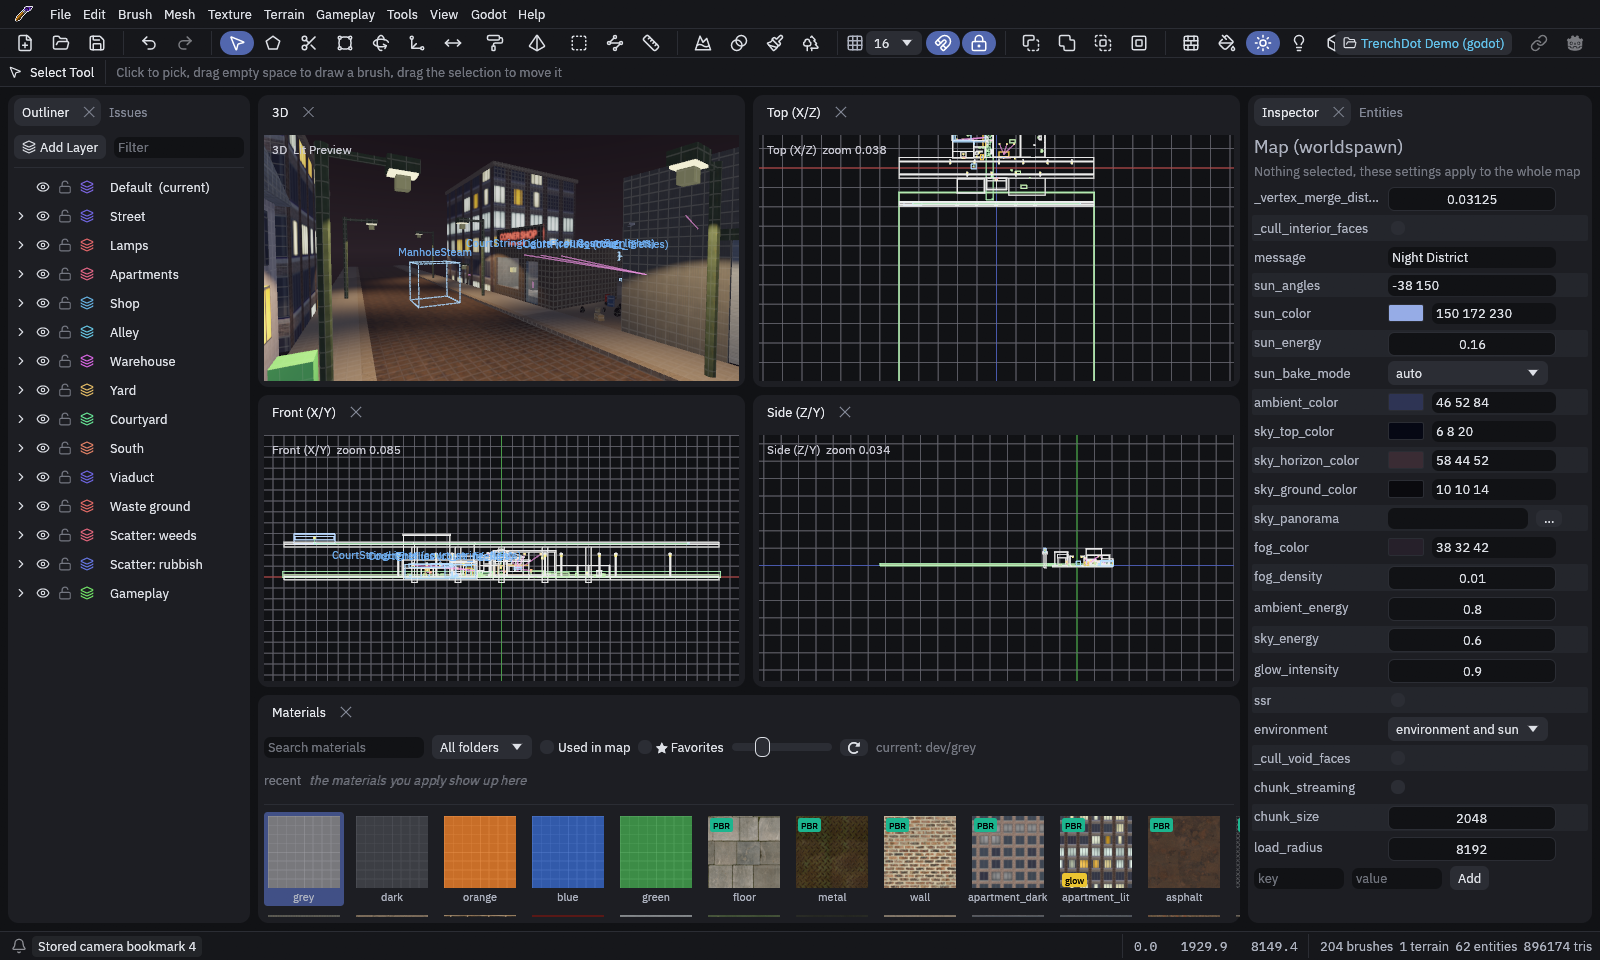 File Edit Brush Mesh Texture Terrain Gameplay Tools View Godot Help
16 TrenchDot Demo (godot)
Select Tool Click to pick, drag empty space to draw a brush, drag the selection to move it
Outliner Issues
Add Layer Filter
Default (current)
Street
Lamps
Apartments
Shop
Alley
Warehouse
Yard
Courtyard
South
Viaduct
Waste ground
Scatter: weeds
Scatter: rubbish
Gameplay
3D
3D Lit Preview
CORNER SHOP
ManholeSteam
Top (X/Z)
Top (X/Z) zoom 0.038
Front (X/Y)
Front (X/Y) zoom 0.085
Side (Z/Y)
Side (Z/Y) zoom 0.034
Materials
Search materials All folders Used in map Favorites current: dev/grey
recent the materials you apply show up here
PBR PBR PBR PBR PBR PBR
glow
grey dark orange blue green floor metal wall apartment_dark apartment_lit asphalt
Inspector Entities
Map (worldspawn)
Nothing selected, these settings apply to the whole map
_vertex_merge_dist... 0.03125
_cull_interior_faces
message Night District
sun_angles -38 150
sun_color 150 172 230
sun_energy 0.16
sun_bake_mode auto
ambient_color 46 52 84
sky_top_color 6 8 20
sky_horizon_color 58 44 52
sky_ground_color 10 10 14
sky_panorama ...
fog_color 38 32 42
fog_density 0.01
ambient_energy 0.8
sky_energy 0.6
glow_intensity 0.9
ssr
environment environment and sun
_cull_void_faces
chunk_streaming
chunk_size 2048
load_radius 8192
key value Add
Stored camera bookmark 4
0.0 1929.9 8149.4 204 brushes 1 terrain 62 entities 896174 tris